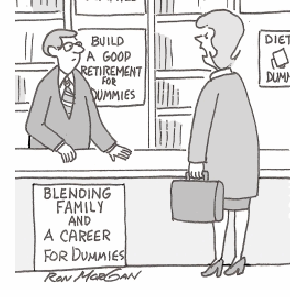 BUILD
A GOOD
RETIREMENT
FOR
DUMMIES
DIET
DUMM
BLENDING
FAMILY
AND
A CAREER
FOR DUMMIES
RON MORGAN